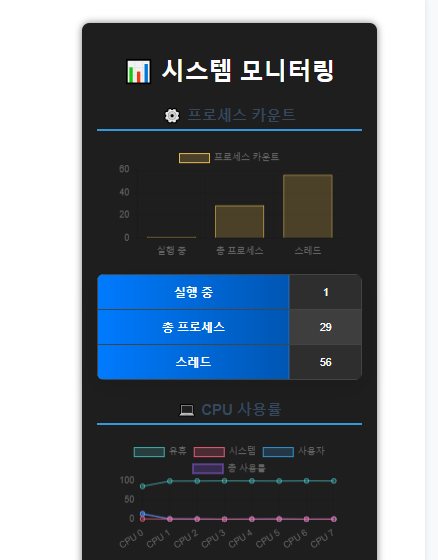 📊 시스템 모니터링
⚙️ 프로세스 카운트
프로세스 카운트
60
40
20
0
실행 중 총 프로세스 스레드
실행 중 1
총 프로세스 29
스레드 56
💻 CPU 사용률
유휴 시스템 사용자
총 사용률
100
50
0
CPU 0 CPU 1 CPU 2 CPU 3 CPU 4 CPU 5 CPU 6 CPU 7